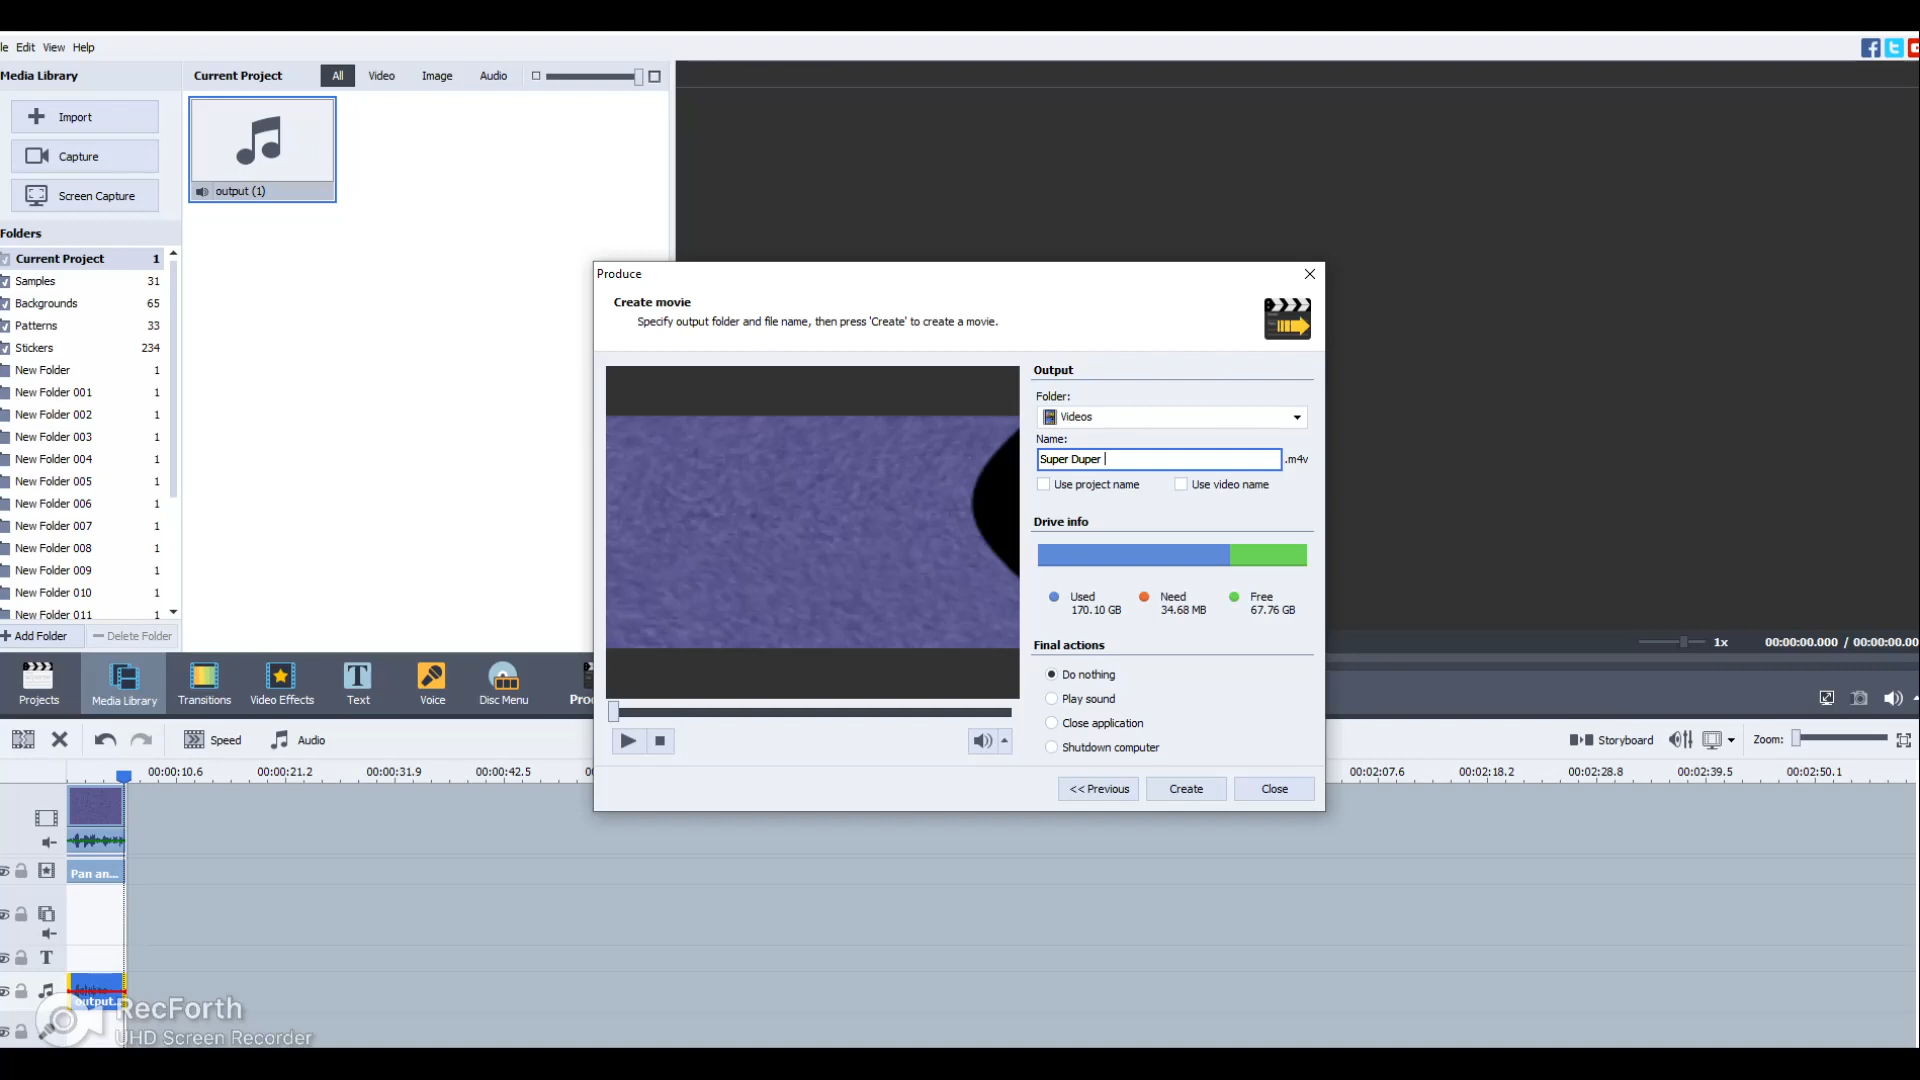 le Edit View Help
Media Library
Current Project All Video Image Audio
Import
Capture
Screen Capture
output (1)
Folders
Current Project 1
Samples 31
Backgrounds 65
Patterns 33
Stickers 234
New Folder 1
New Folder 001 1
New Folder 002 1
New Folder 003 1
New Folder 004 1
New Folder 005 1
New Folder 006 1
New Folder 007 1
New Folder 008 1
New Folder 009 1
New Folder 010 1
New Folder 011 1
Add Folder Delete Folder
Produce
Create movie
Specify output folder and file name, then press 'Create' to create a movie.
Output
Folder:
Videos
Name:
Super Duper .m4v
Use project name Use video name
Drive info
Used Need Free
170.10 GB 34.68 MB 67.76 GB
Final actions
Do nothing
Play sound
Close application
Shutdown computer
<< Previous Create Close
1x 00:00:00.000 / 00:00:00.00
Projects Media Library Transitions Video Effects Text Voice Disc Menu Pro
Speed Audio Storyboard Zoom:
00:00:10.6 00:00:21.2 00:00:31.9 00:00:42.5 00:02:07.6 00:02:18.2 00:02:28.8 00:02:39.5 00:02:50.1
Pan an...
T
output.
RecForth
UHD Screen Recorder